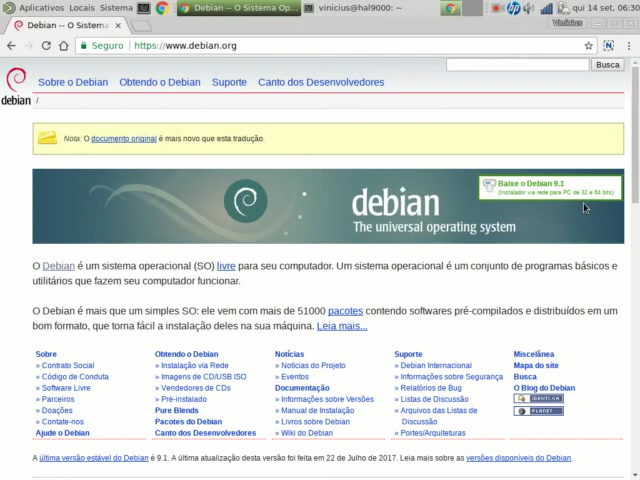 Aplicativos Locais Sistema Debian -- O Sistema Op... vinicius@hal9000: ~ qui 14 set, 06:30
Debian -- O Sistema Vinicius
Seguro https://www.debian.org
Busca
Sobre o Debian Obtendo o Debian Suporte Canto dos Desenvolvedores
debian /
Nota: O documento original é mais novo que esta tradução.
Baixe o Debian 9.1
(Instalador via rede para PC de 32 e 64 bits)
debian
The universal operating system
O Debian é um sistema operacional (SO) livre para seu computador. Um sistema operacional é um conjunto de programas básicos e
utilitários que fazem seu computador funcionar.
O Debian é mais que um simples SO: ele vem com mais de 51000 pacotes contendo softwares pré-compilados e distribuídos em um
bom formato, que torna fácil a instalação deles na sua máquina. Leia mais...
Sobre
» Contrato Social
» Código de Conduta
» Software Livre
» Parceiros
» Doações
» Contate-nos
Ajude o Debian
Obtendo o Debian
» Instalação via Rede
» Imagens de CD/USB ISO
» Vendedores de CDs
» Pré-instalado
Pure Blends
Pacotes do Debian
Canto dos Desenvolvedores
Notícias
» Notícias do Projeto
» Eventos
Documentação
» Informações sobre Versões
» Manual de Instalação
» Livros sobre Debian
» Wiki do Debian
Suporte
» Debian Internacional
» Informações sobre Segurança
» Relatórios de Bug
» Listas de Discussão
» Arquivos das Listas de
Discussão
» Portes/Arquiteturas
Miscelânea
Mapa do site
Busca
O Blog do Debian
IDENTI.CA
PLANET
A última versão estável do Debian é 9.1. A última atualização desta versão foi feita em 22 de Julho de 2017. Leia mais sobre as versões disponíveis do Debian.